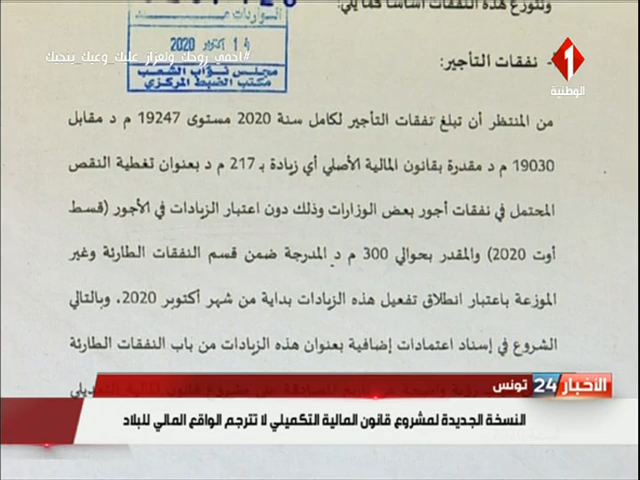 وتتوزع هذه النفقات أساسا كما يلي:
الواردات
14 أكتوبر 2020
مجلس نواب الشعب
مكتب الضبط المركزي
#احمي_روحك_ولعزاز_عليك_وعيك_ينجيك
1
الوطنية
- نفقات التأجير:
من المنتظر أن تبلغ نفقات التأجير لكامل سنة 2020 مستوى 19247 م د مقابل
19030 م د مقدرة بقانون المالية الأصلي أي زيادة بـ 217 م د بعنوان تغطية النقص
المحتمل في نفقات أجور بعض الوزارات وذلك دون اعتبار الزيادات في الأجور (قسط
أوت 2020) والمقدر بحوالي 300 م د المدرجة ضمن قسم النفقات الطارئة وغير
الموزعة باعتبار انطلاق تفعيل هذه الزيادات بداية من شهر أكتوبر 2020، وبالتالي
الشروع في إسناد اعتمادات إضافية بعنوان هذه الزيادات من باب النفقات الطارئة
الأخبار 24 تونس
النسخة الجديدة لمشروع قانون المالية التكميلي لا تترجم الواقع المالي للبلاد